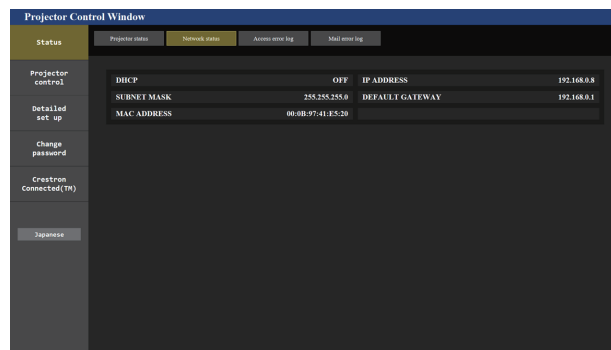 Projector Control Window
Status
Projector status
Network status
Access error log
Mail error log
Projector
control
Detailed
set up
Change
password
Crestron
Connected(TM)
Japanese
DHCP OFF IP ADDRESS 192.168.0.8
SUBNET MASK 255.255.255.0 DEFAULT GATEWAY 192.168.0.1
MAC ADDRESS 00:0B:97:41:E5:20